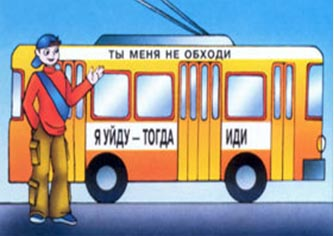 ТЫ МЕНЯ НЕ ОБХОДИ
Я УЙДУ – ТОГДА ИДИ